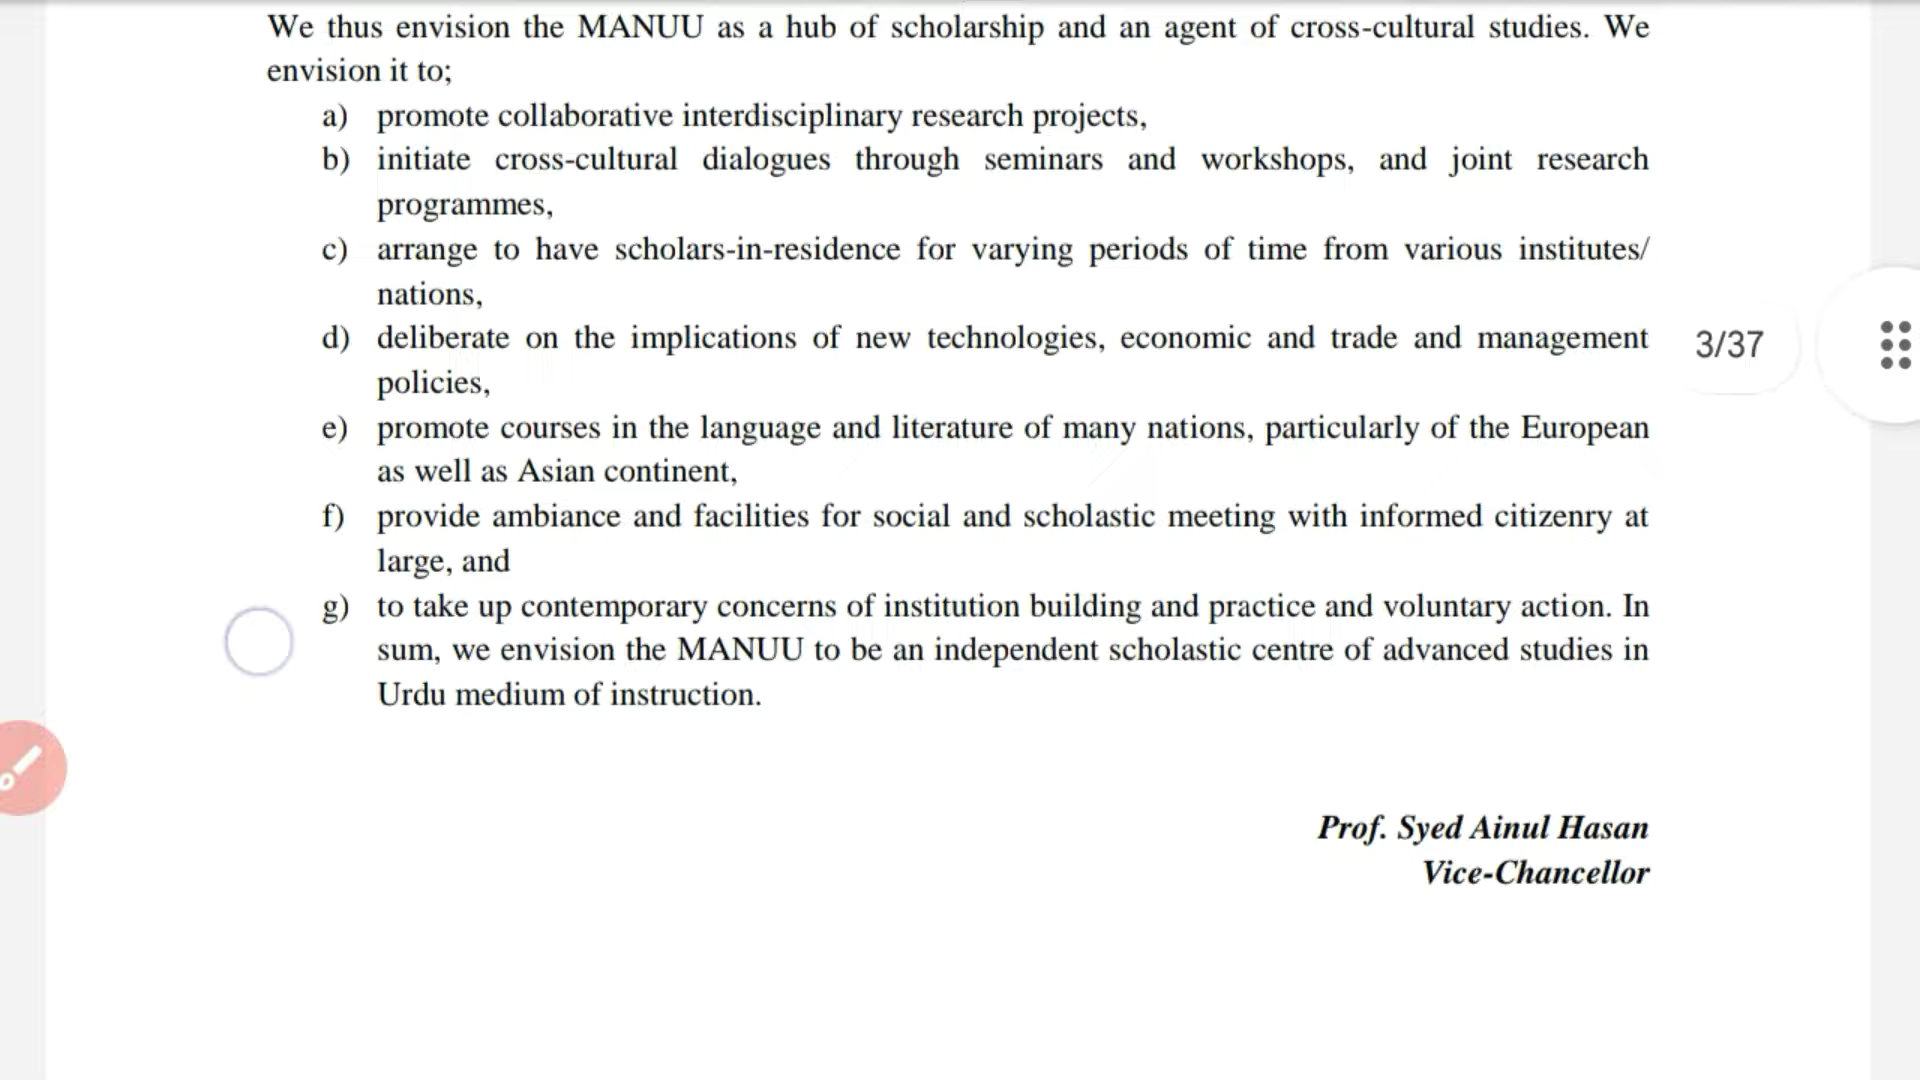 We thus envision the MANUU as a hub of scholarship and an agent of cross-cultural studies. We
envision it to;
a) promote collaborative interdisciplinary research projects,
b) initiate cross-cultural dialogues through seminars and workshops, and joint research
programmes,
c) arrange to have scholars-in-residence for varying periods of time from various institutes/
nations,
d) deliberate on the implications of new technologies, economic and trade and management
policies,
3/37
e) promote courses in the language and literature of many nations, particularly of the European
as well as Asian continent,
f) provide ambiance and facilities for social and scholastic meeting with informed citizenry at
large, and
g) to take up contemporary concerns of institution building and practice and voluntary action. In
sum, we envision the MANUU to be an independent scholastic centre of advanced studies in
Urdu medium of instruction.
Prof. Syed Ainul Hasan
Vice-Chancellor